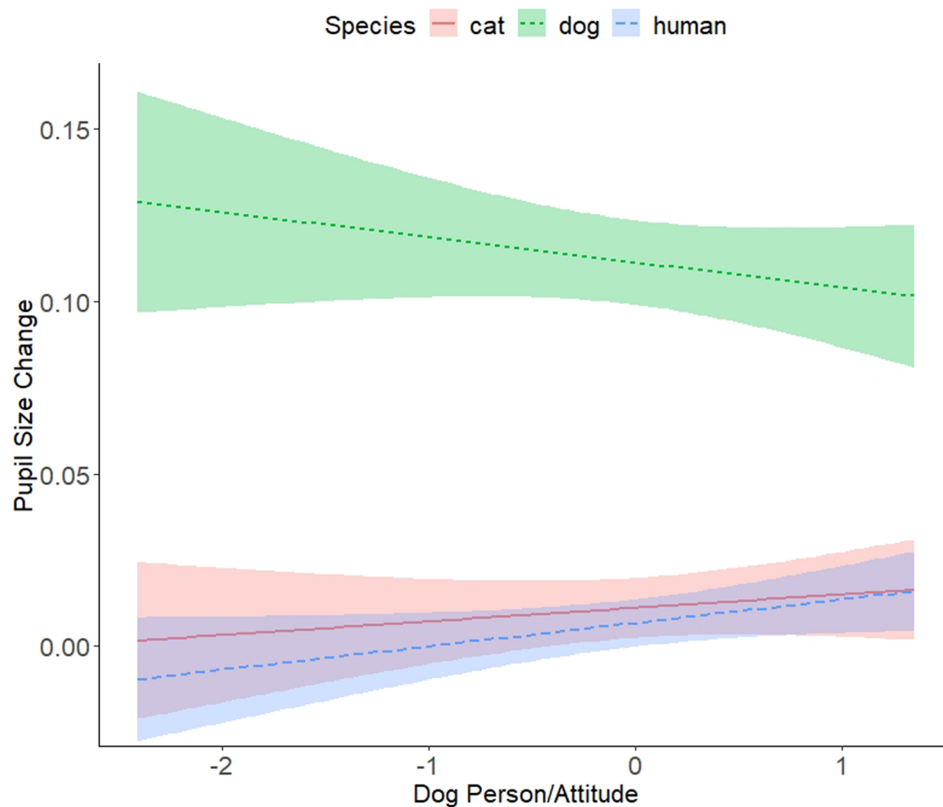 Species cat dog human
0.15
0.10
0.05
0.00
Pupil Size Change
-2 -1 0 1
Dog Person/Attitude